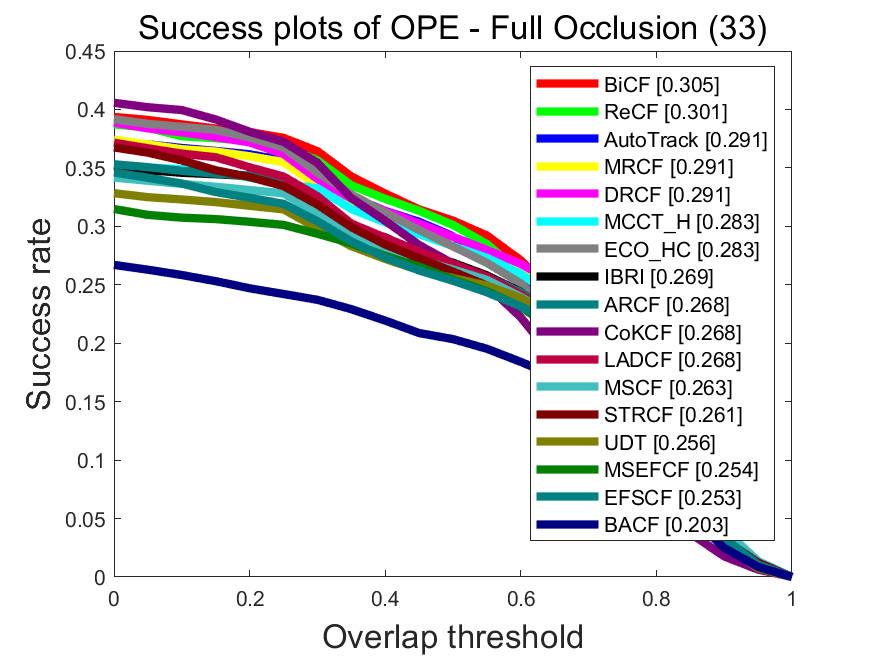 Success plots of OPE - Full Occlusion (33)
0.45
0.4
0.35
0.3
0.25
0.2
0.15
0.1
0.05
0
Success rate
BiCF [0.305]
ReCF [0.301]
AutoTrack [0.291]
MRCF [0.291]
DRCF [0.291]
MCCT_H [0.283]
ECO_HC [0.283]
IBRI [0.269]
ARCF [0.268]
CoKCF [0.268]
LADCF [0.268]
MSCF [0.263]
STRCF [0.261]
UDT [0.256]
MSEFCF [0.254]
EFSCF [0.253]
BACF [0.203]
0 0.2 0.4 0.6 0.8 1
Overlap threshold